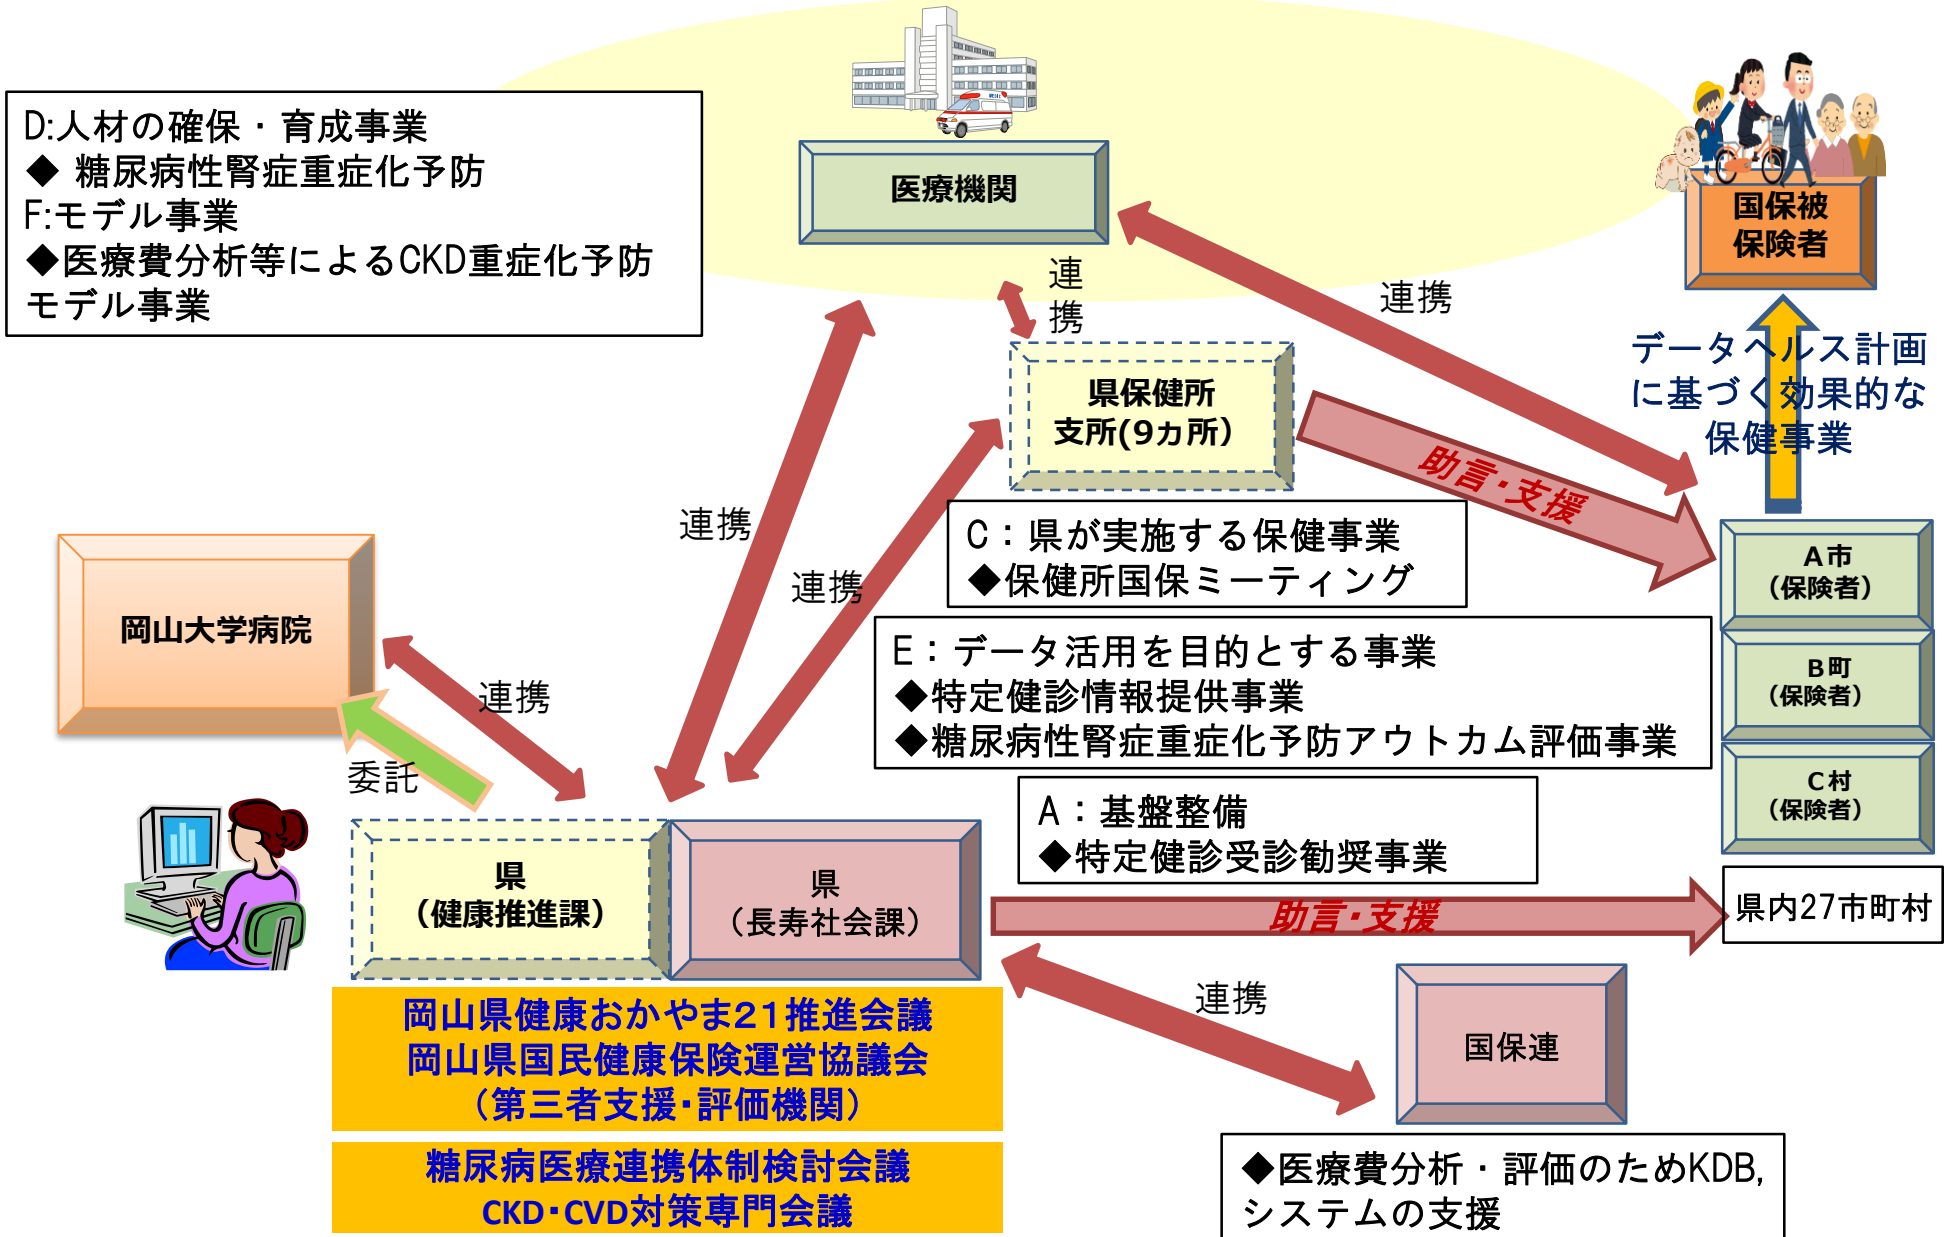 D:人材の確保・育成事業
◆ 糖尿病性腎症重症化予防
F:モデル事業
◆医療費分析等によるCKD重症化予防
モデル事業
医療機関
国保被
保険者
連
携
連携
データヘルス計画
に基づく効果的な
保健事業
県保健所
支所(9ヵ所)
助言・支援
連携
連携
C：県が実施する保健事業
◆保健所国保ミーティング
A市
（保険者）
岡山大学病院
E：データ活用を目的とする事業
◆特定健診情報提供事業
◆糖尿病性腎症重症化予防アウトカム評価事業
B町
（保険者）
連携
委託
C村
（保険者）
A：基盤整備
◆特定健診受診勧奨事業
県
（健康推進課）
県
（長寿社会課）
助言・支援
県内27市町村
連携
国保連
岡山県健康おかやま21推進会議
岡山県国民健康保険運営協議会
（第三者支援・評価機関）
糖尿病医療連携体制検討会議
CKD・CVD対策専門会議
◆医療費分析・評価のためKDB,
システムの支援